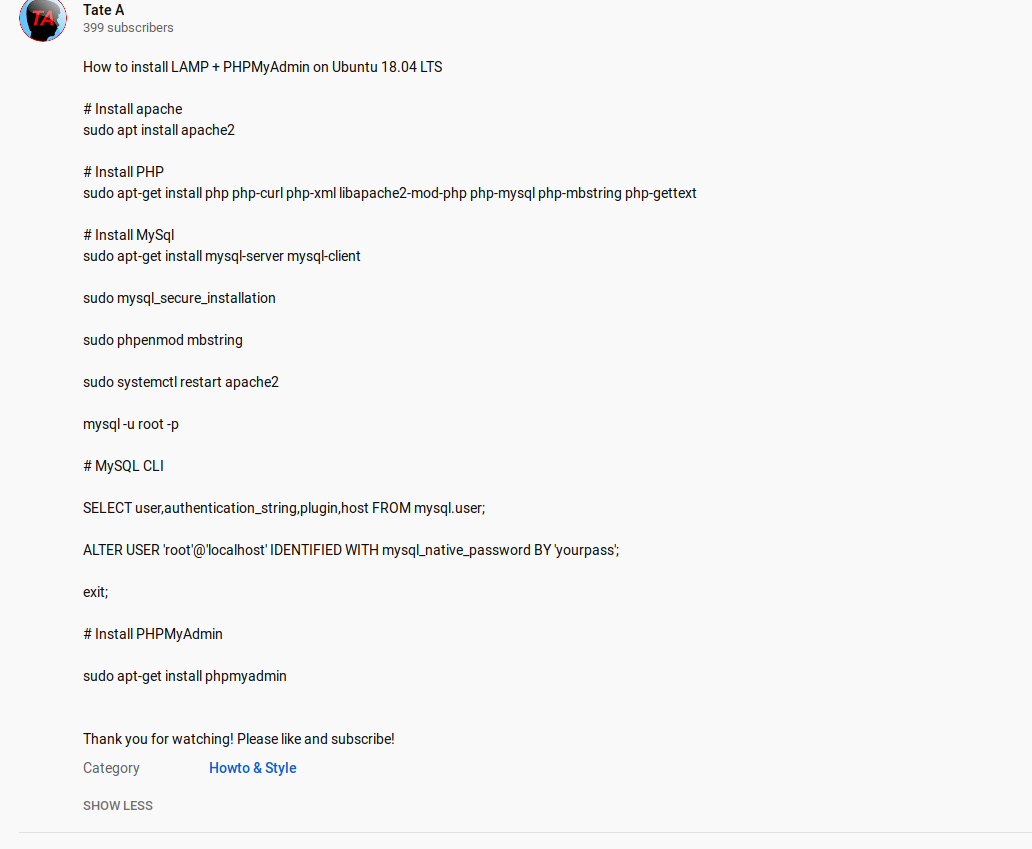 TA
Tate A
399 subscribers
How to install LAMP + PHPMyAdmin on Ubuntu 18.04 LTS
# Install apache
sudo apt install apache2
# Install PHP
sudo apt-get install php php-curl php-xml libapache2-mod-php php-mysql php-mbstring php-gettext
# Install MySql
sudo apt-get install mysql-server mysql-client
sudo mysql_secure_installation
sudo phpenmod mbstring
sudo systemctl restart apache2
mysql -u root -p
# MySQL CLI
SELECT user,authentication_string,plugin,host FROM mysql.user;
ALTER USER 'root'@'localhost' IDENTIFIED WITH mysql_native_password BY 'yourpass';
exit;
# Install PHPMyAdmin
sudo apt-get install phpmyadmin
Thank you for watching! Please like and subscribe!
Category Howto & Style
SHOW LESS